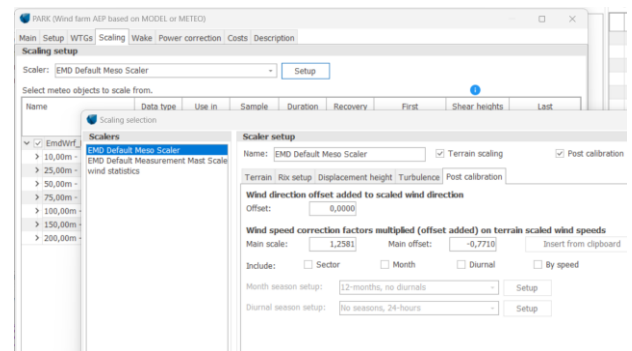 PARK (Wind farm AEP based on MODEL or METEO)
Main Setup WTGs Scaling Wake Power correction Costs Description
Scaling setup
Scaler: EMD Default Meso Scaler Setup
Select meteo objects to scale from.
Name Data type Use in Sample Duration Recovery First Shear heights Last
EmdWrf_
10,00m -
25,00m -
50,00m -
75,00m -
100,00m -
150,00m -
200,00m -
Scaling selection
Scalers
EMD Default Meso Scaler
EMD Default Measurement Mast Scale
wind statistics
Scaler setup
Name: EMD Default Meso Scaler Terrain scaling Post calibration
Terrain Rix setup Displacement height Turbulence Post calibration
Wind direction offset added to scaled wind direction
Offset: 0,0000
Wind speed correction factors multiplied (offset added) on terrain scaled wind speeds
Main scale: 1,2581 Main offset: -0,7710 Insert from clipboard
Include: Sector Month Diurnal By speed
Month season setup: 12-months, no diurnals Setup
Diurnal season setup: No seasons, 24-hours Setup